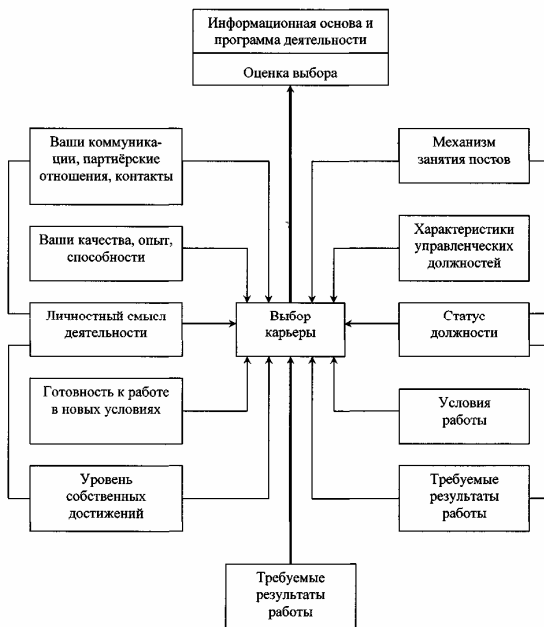 Информационная основа и
программа деятельности
Оценка выбора
Ваши коммуника-
ции, партнёрские
отношения, контакты
Механизм
занятия постов
Ваши качества, опыт,
способности
Характеристики
управленческих
должностей
Личностный смысл
деятельности
Выбор
карьеры
Статус
должности
Готовность к работе
в новых условиях
Условия
работы
Уровень
собственных
достижений
Требуемые
результаты
работы
Требуемые
результаты
работы